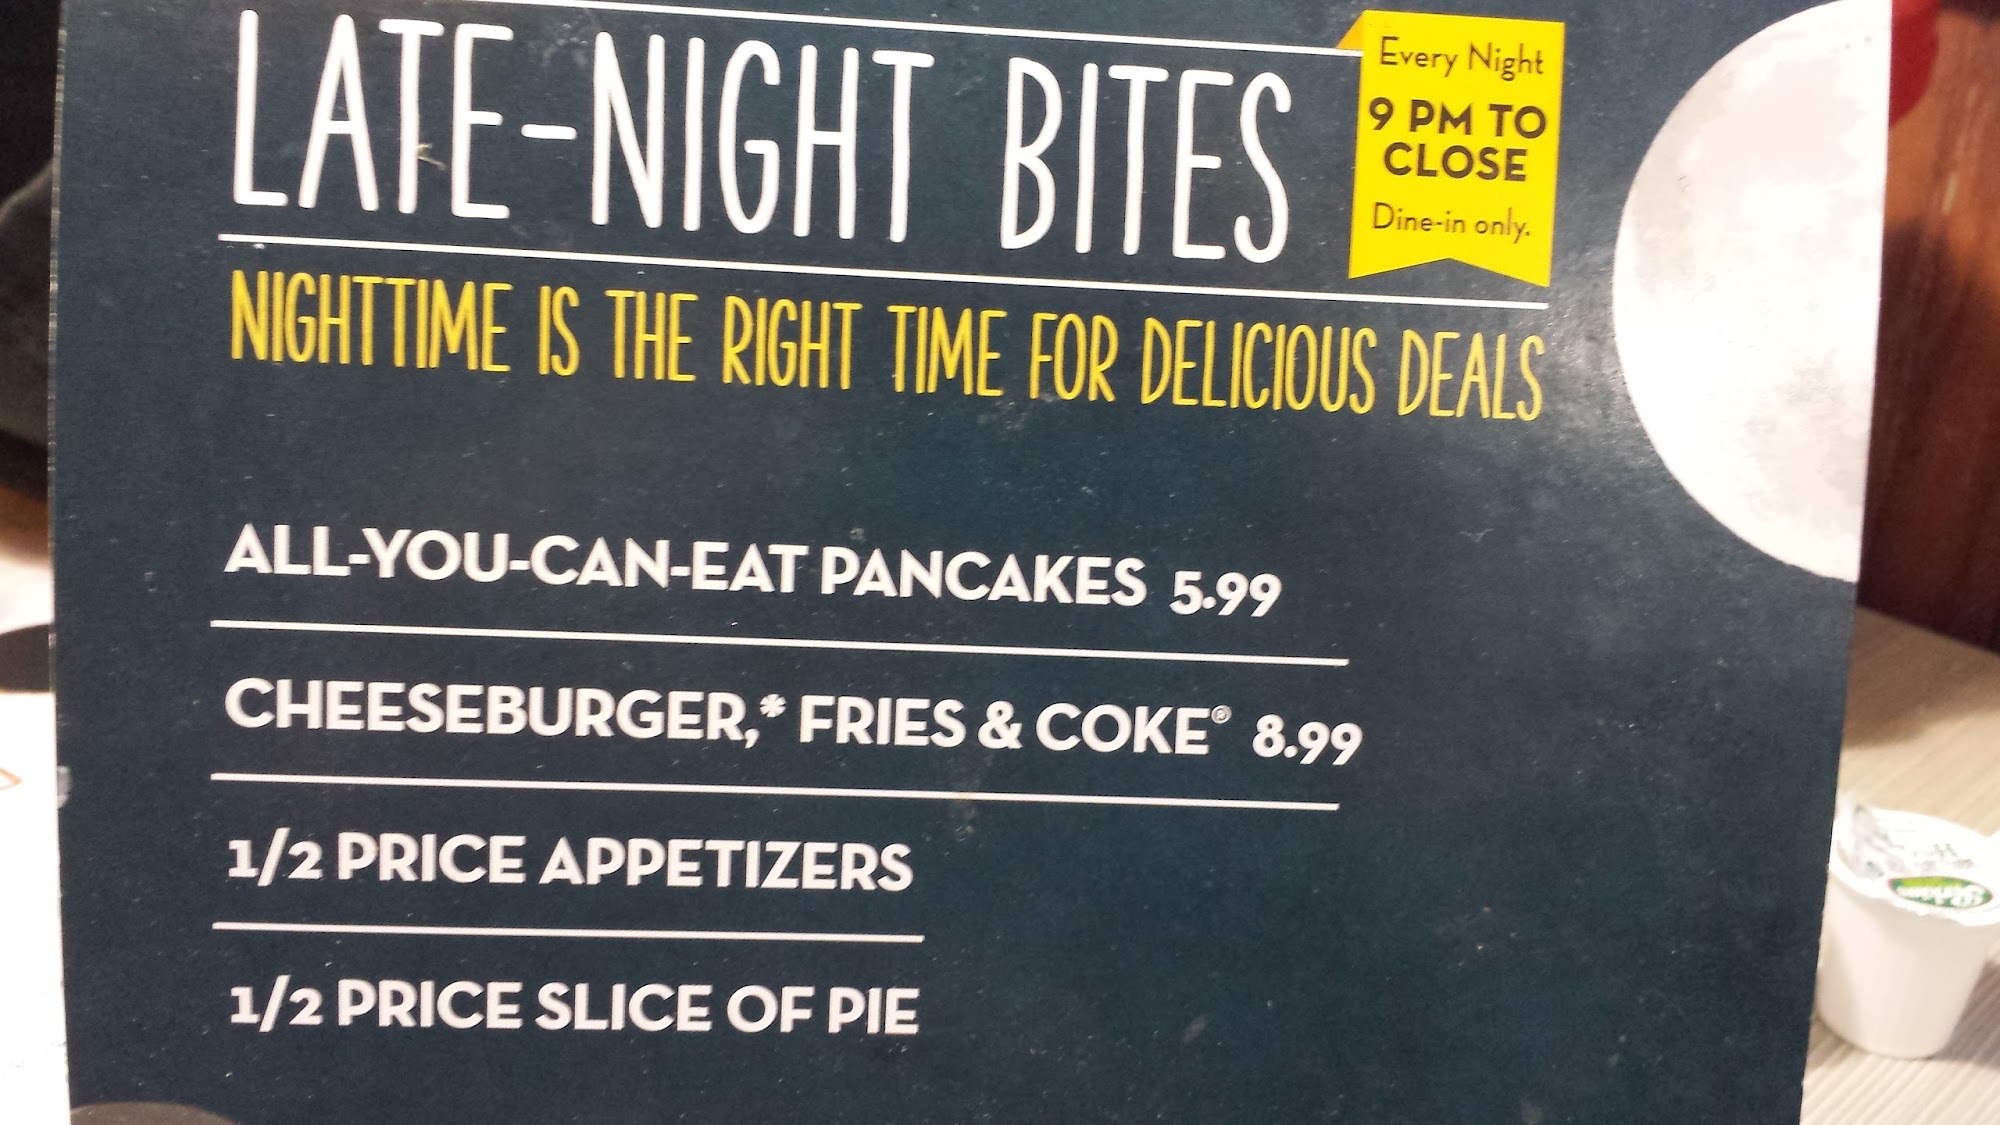 LATE-NIGHT BITES
Every Night
9 PM TO
CLOSE
Dine-in only.
NIGHTTIME IS THE RIGHT TIME FOR DELICIOUS DEALS
ALL-YOU-CAN-EAT PANCAKES 5.99
CHEESEBURGER,* FRIES & COKE® 8.99
1/2 PRICE APPETIZERS
1/2 PRICE SLICE OF PIE